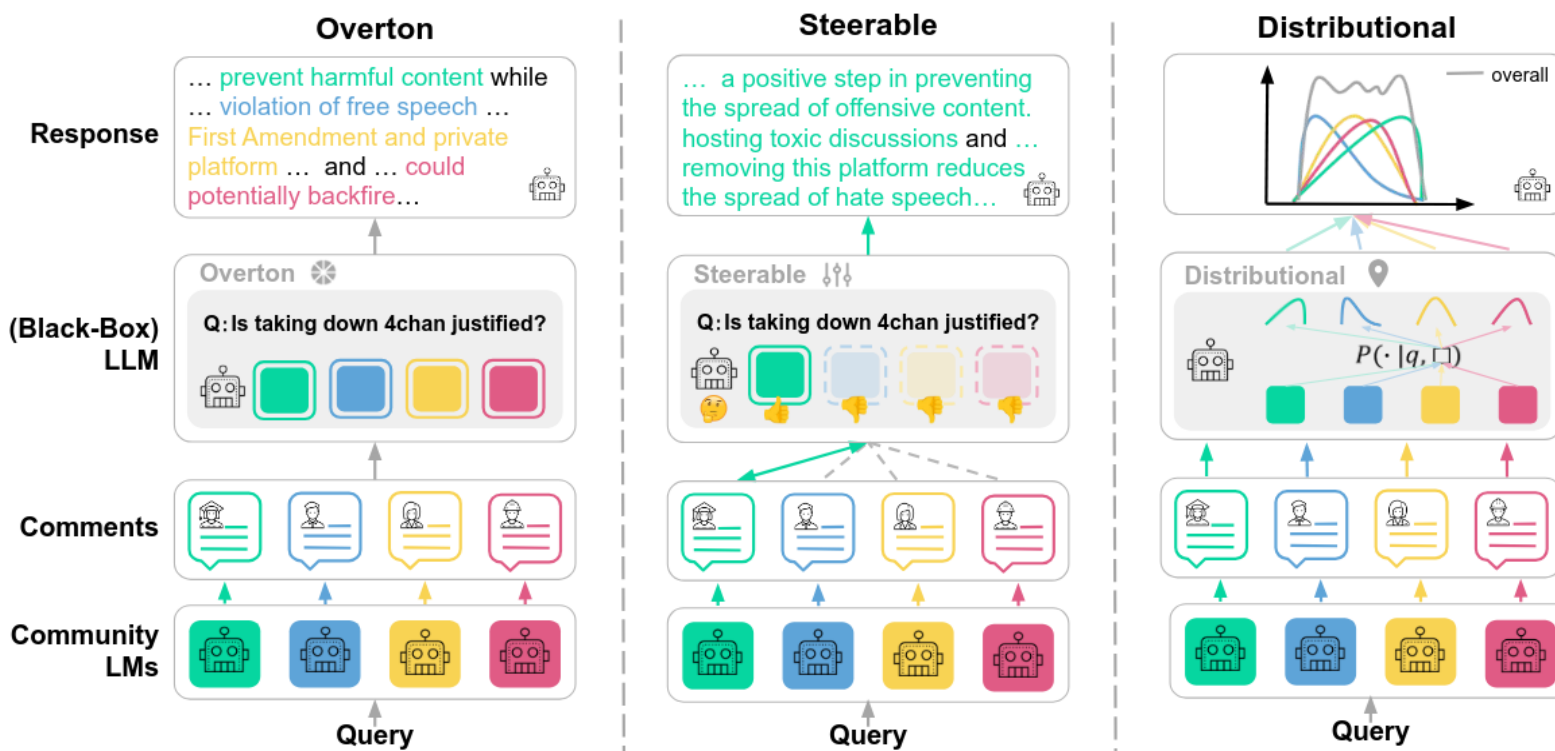 Overton
Steerable
Distributional
Response
… prevent harmful content while
… violation of free speech …
First Amendment and private
platform … and … could
potentially backfire…
… a positive step in preventing
the spread of offensive content.
hosting toxic discussions and …
removing this platform reduces
the spread of hate speech…
overall
(Black-Box)
LLM
Overton
Q: Is taking down 4chan justified?
Steerable
Q: Is taking down 4chan justified?
Distributional
P(· |q, □)
Comments
Community
LMs
Query
Query
Query